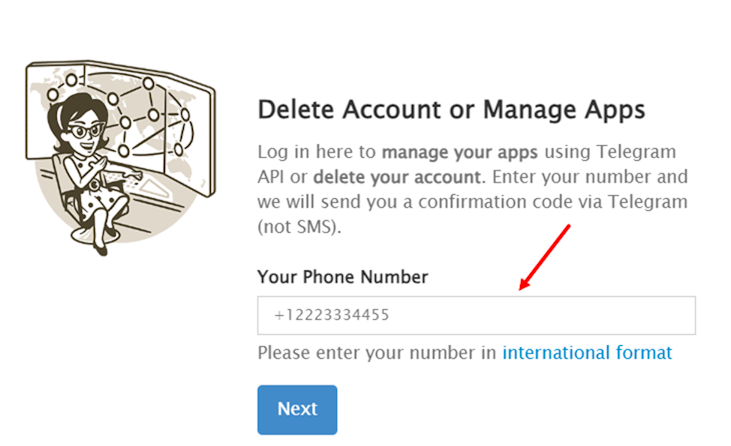 Delete Account or Manage Apps
Log in here to manage your apps using Telegram
API or delete your account. Enter your number and
we will send you a confirmation code via Telegram
(not SMS).
Your Phone Number
+12223334455
Please enter your number in international format
Next